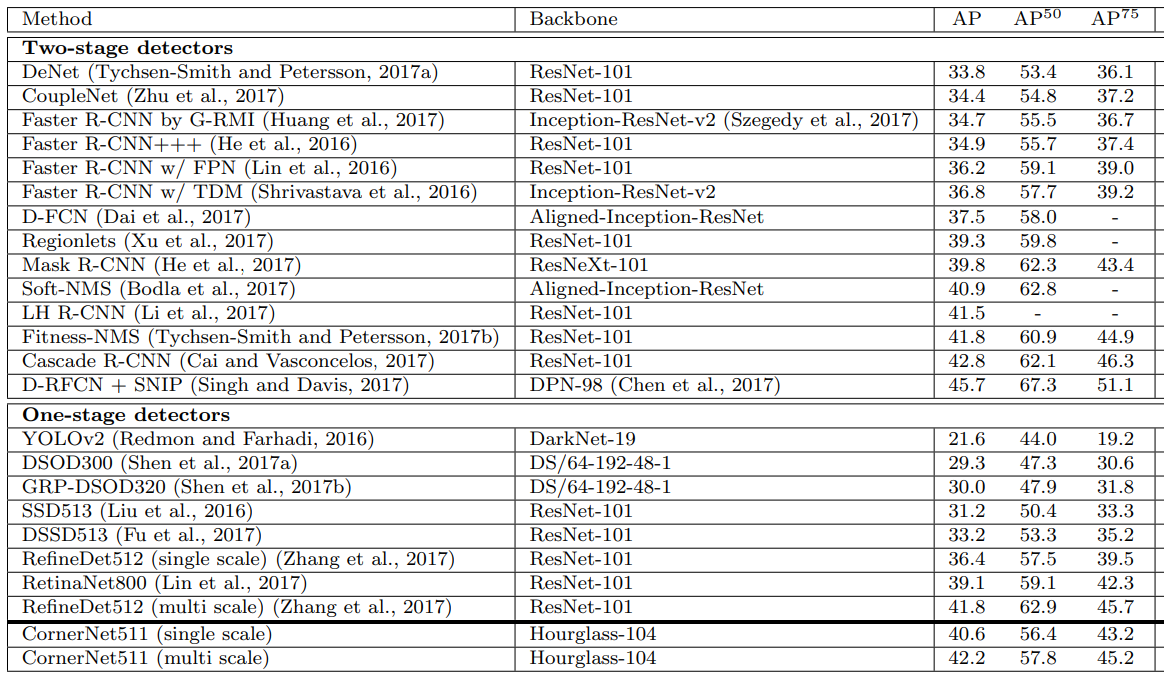 Method Backbone AP AP50 AP75
Two-stage detectors
DeNet (Tychsen-Smith and Petersson, 2017a) ResNet-101 33.8 53.4 36.1
CoupleNet (Zhu et al., 2017) ResNet-101 34.4 54.8 37.2
Faster R-CNN by G-RMI (Huang et al., 2017) Inception-ResNet-v2 (Szegedy et al., 2017) 34.7 55.5 36.7
Faster R-CNN+++ (He et al., 2016) ResNet-101 34.9 55.7 37.4
Faster R-CNN w/ FPN (Lin et al., 2016) ResNet-101 36.2 59.1 39.0
Faster R-CNN w/ TDM (Shrivastava et al., 2016) Inception-ResNet-v2 36.8 57.7 39.2
D-FCN (Dai et al., 2017) Aligned-Inception-ResNet 37.5 58.0 -
Regionlets (Xu et al., 2017) ResNet-101 39.3 59.8 -
Mask R-CNN (He et al., 2017) ResNeXt-101 39.8 62.3 43.4
Soft-NMS (Bodla et al., 2017) Aligned-Inception-ResNet 40.9 62.8 -
LH R-CNN (Li et al., 2017) ResNet-101 41.5 - -
Fitness-NMS (Tychsen-Smith and Petersson, 2017b) ResNet-101 41.8 60.9 44.9
Cascade R-CNN (Cai and Vasconcelos, 2017) ResNet-101 42.8 62.1 46.3
D-RFCN + SNIP (Singh and Davis, 2017) DPN-98 (Chen et al., 2017) 45.7 67.3 51.1
One-stage detectors
YOLOv2 (Redmon and Farhadi, 2016) DarkNet-19 21.6 44.0 19.2
DSOD300 (Shen et al., 2017a) DS/64-192-48-1 29.3 47.3 30.6
GRP-DSOD320 (Shen et al., 2017b) DS/64-192-48-1 30.0 47.9 31.8
SSD513 (Liu et al., 2016) ResNet-101 31.2 50.4 33.3
DSSD513 (Fu et al., 2017) ResNet-101 33.2 53.3 35.2
RefineDet512 (single scale) (Zhang et al., 2017) ResNet-101 36.4 57.5 39.5
RetinaNet800 (Lin et al., 2017) ResNet-101 39.1 59.1 42.3
RefineDet512 (multi scale) (Zhang et al., 2017) ResNet-101 41.8 62.9 45.7
CornerNet511 (single scale) Hourglass-104 40.6 56.4 43.2
CornerNet511 (multi scale) Hourglass-104 42.2 57.8 45.2